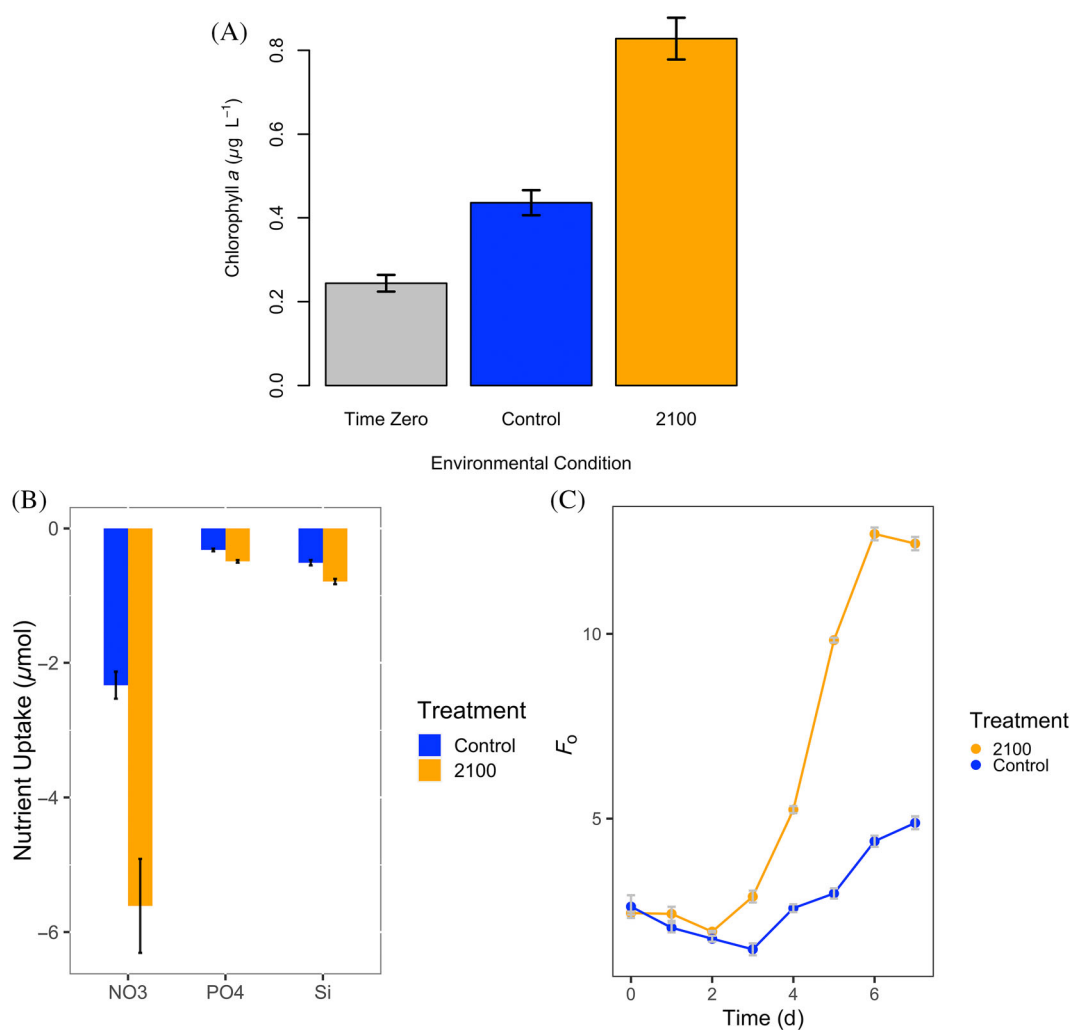 (A)
Chlorophyll a (µg L−1)
0.0
0.2
0.4
0.6
0.8
Time Zero
Control
2100
Environmental Condition
(B)
Nutrient Uptake (µmol)
0
−2
−4
−6
NO3
PO4
Si
Treatment
Control
2100
(C)
Fo
10
5
0
2
4
6
Time (d)
Treatment
2100
Control